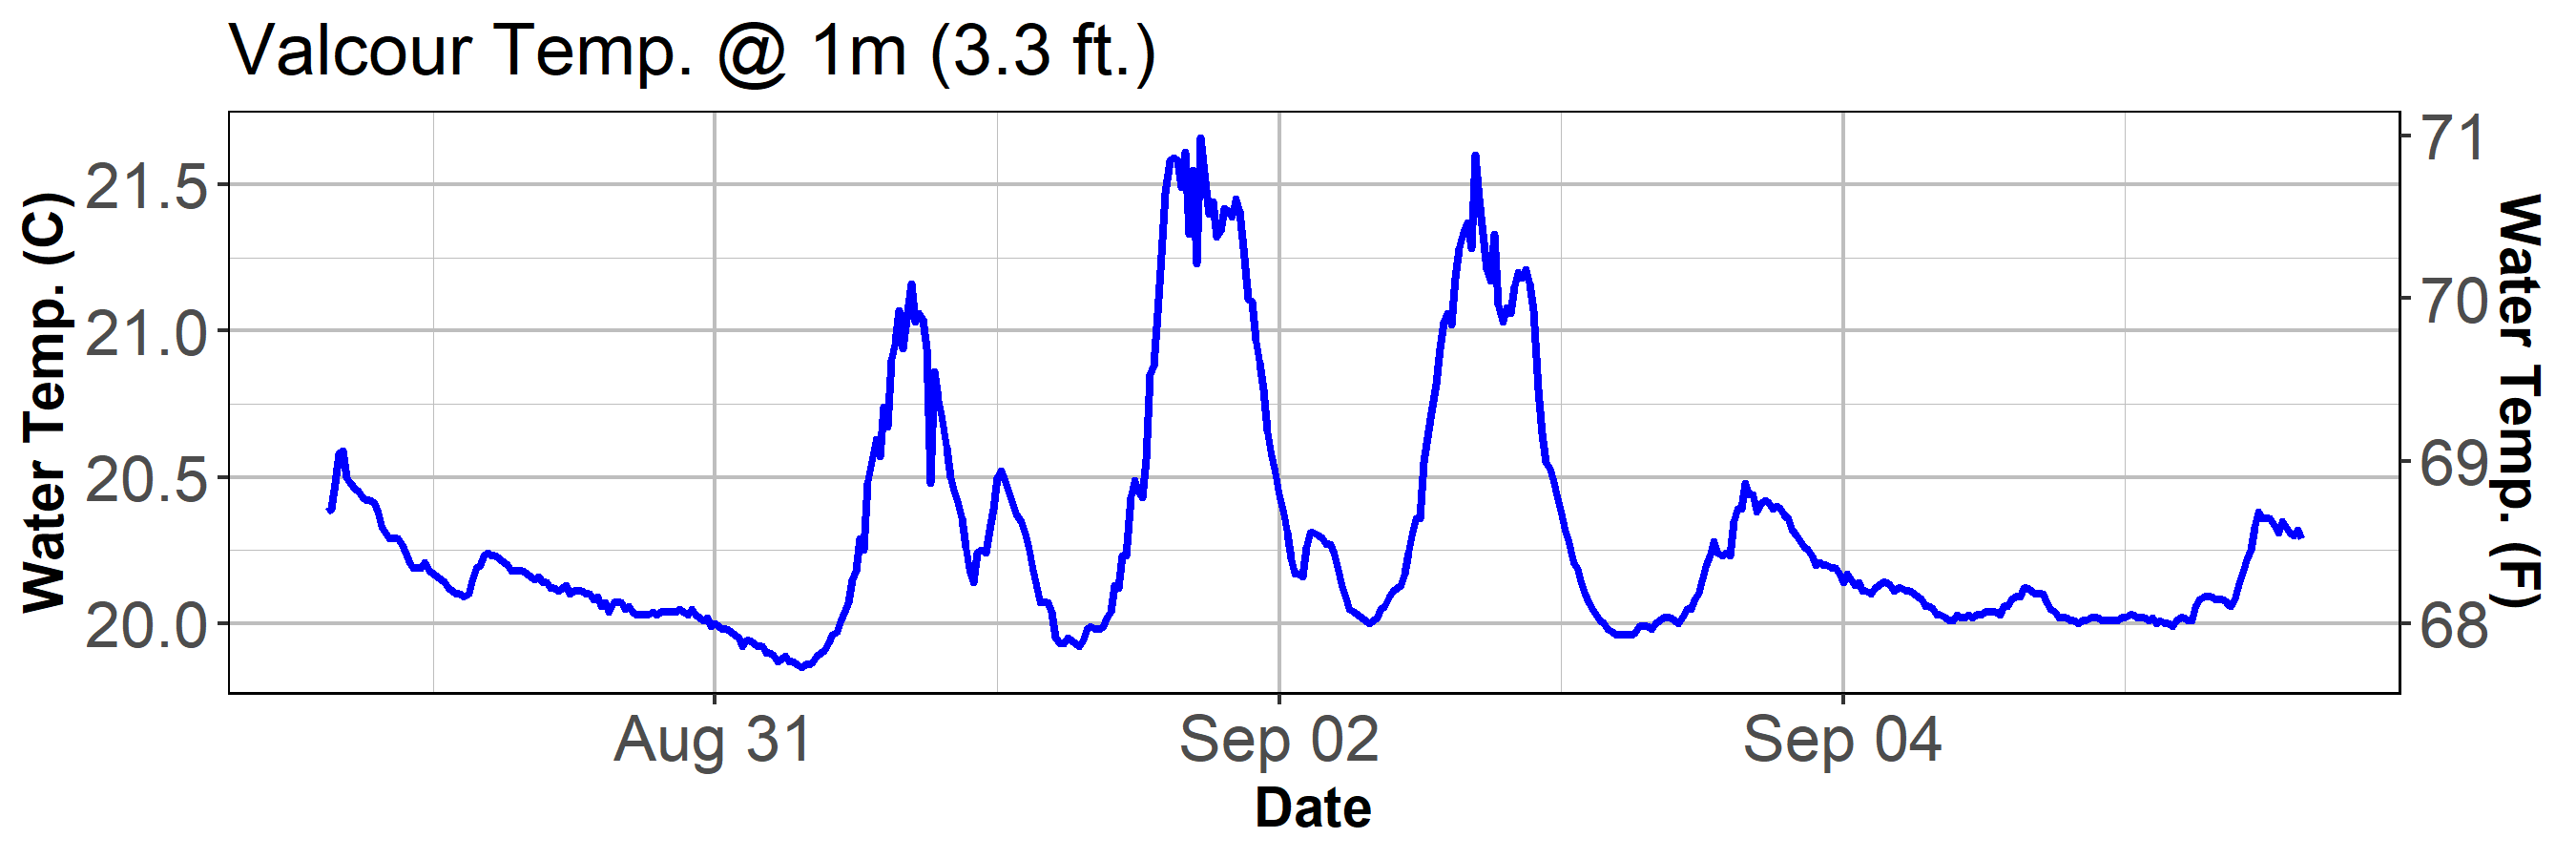 Valcour Temp. @ 1m (3.3 ft.)
Water Temp. (C)
21.5
21.0
20.5
20.0
71
70
69
68
Water Temp. (F)
Aug 31
Sep 02
Sep 04
Date